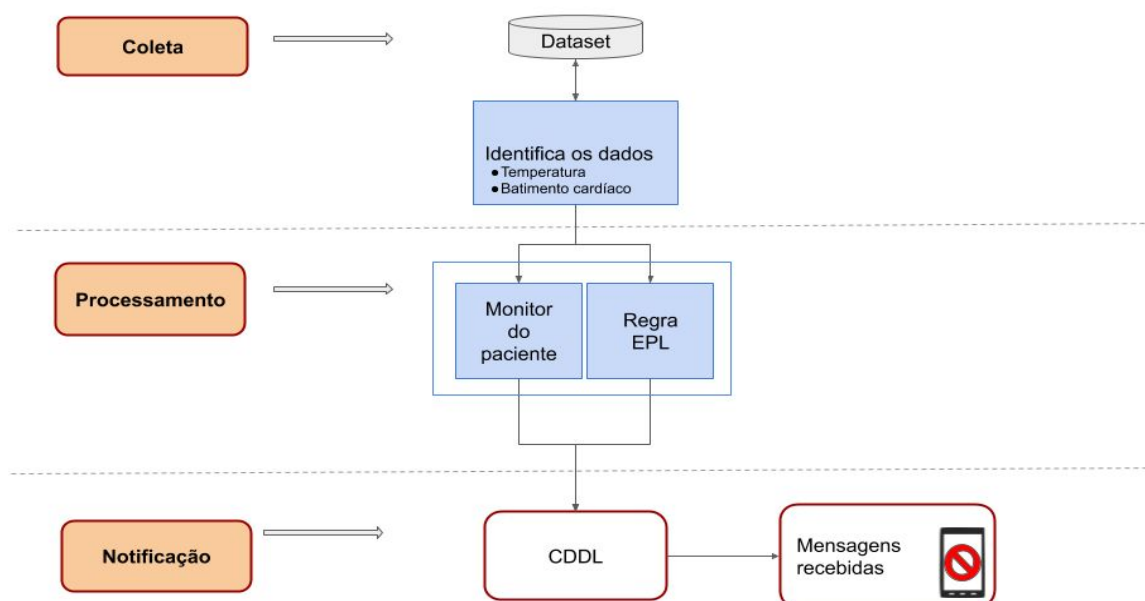 Coleta
Dataset
Identifica os dados
● Temperatura
● Batimento cardíaco
Processamento
Monitor
do
paciente
Regra
EPL
Notificação
CDDL
Mensagens
recebidas